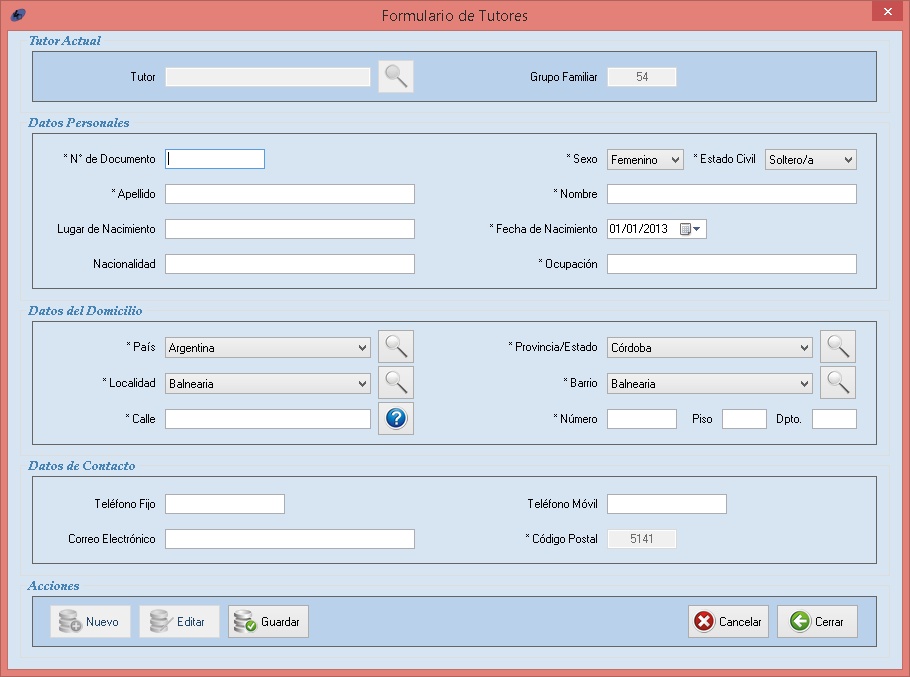 Formulario de Tutores
Tutor Actual
Tutor Grupo Familiar 54
Datos Personales
* N° de Documento * Sexo Femenino * Estado Civil Soltero/a
* Apellido * Nombre
Lugar de Nacimiento * Fecha de Nacimiento 01/01/2013
Nacionalidad * Ocupación
Datos del Domicilio
* País Argentina * Provincia/Estado Córdoba
* Localidad Balnearia * Barrio Balnearia
* Calle ? * Número Piso Dpto.
Datos de Contacto
Teléfono Fijo Teléfono Móvil
Correo Electrónico * Código Postal 5141
Acciones
Nuevo Editar Guardar Cancelar Cerrar